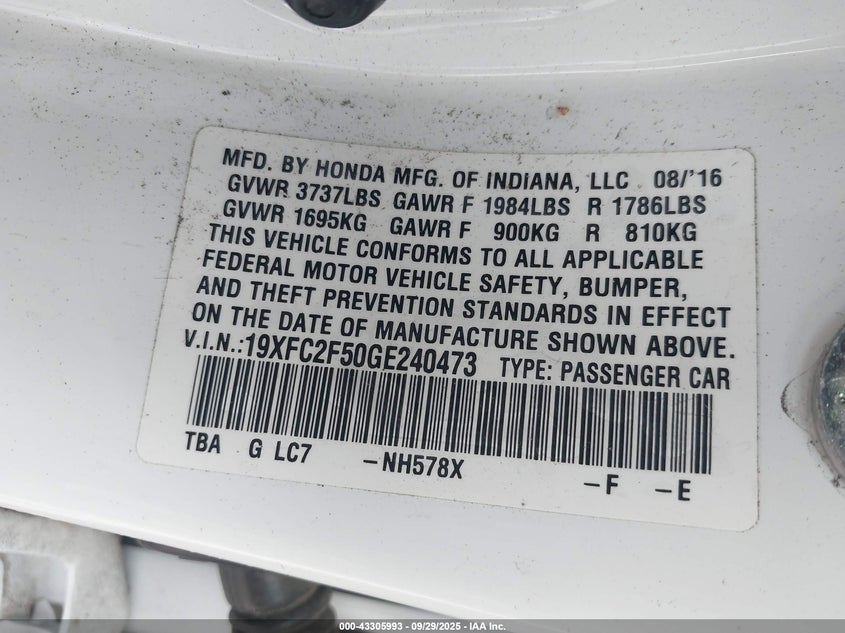 MFD. BY HONDA MFG. OF INDIANA, LLC 08/'16
GVWR 3737LBS GAWR F 1984LBS R 1786LBS
GVWR 1695KG GAWR F 900KG R 810KG
THIS VEHICLE CONFORMS TO ALL APPLICABLE
FEDERAL MOTOR VEHICLE SAFETY, BUMPER,
AND THEFT PREVENTION STANDARDS IN EFFECT
ON THE DATE OF MANUFACTURE SHOWN ABOVE.
V.I.N.:19XFC2F50GE240473 TYPE: PASSENGER CAR
TBA G LC7 -NH578X -F -E
000-43305993 | 09/29/2025 - IAA Inc.